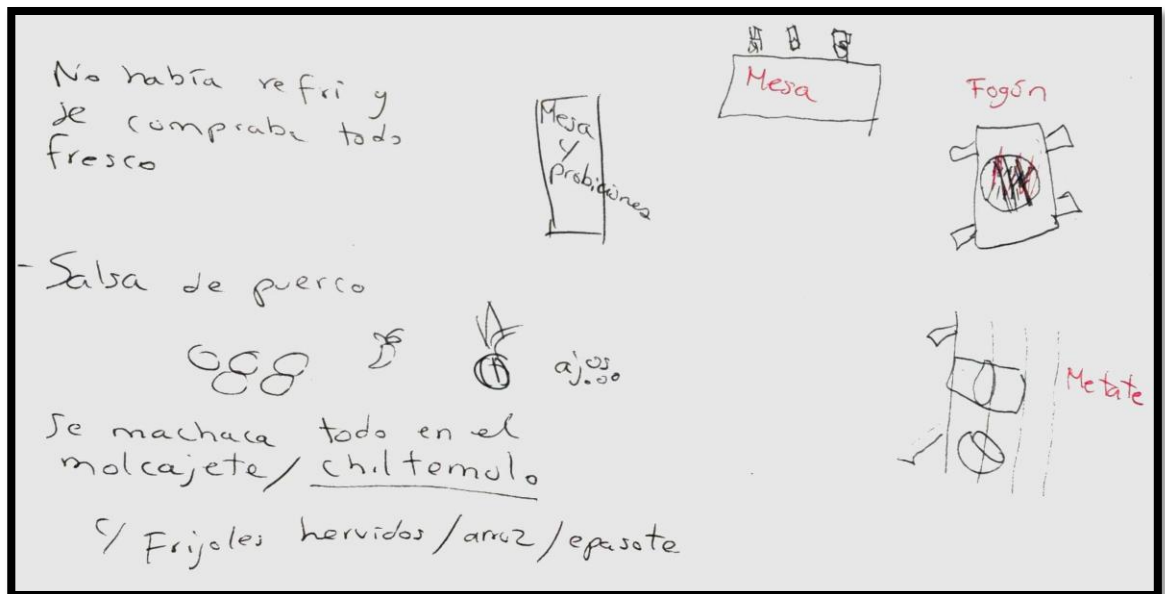 No había refri y
se compraba todo
fresco
Mesa
y
probiciones
Mesa
Fogón
- Salsa de puerco
ajos
Metate
Se machaca todo en el
molcajete/ chiltemolo
c/ Frijoles hervidos/arroz/epasote